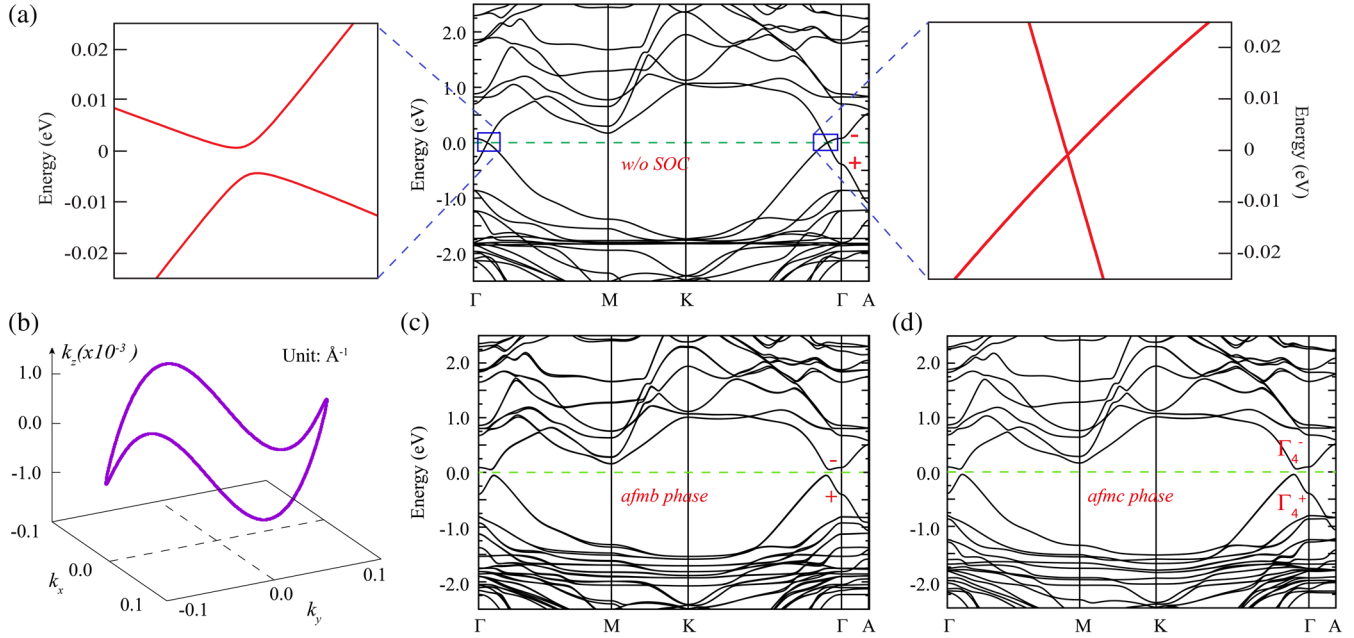 (a)
0.02
0.01
0
-0.01
-0.02
Energy (eV)
2.0
1.0
0.0
-1.0
-2.0
Energy (eV)
w/o SOC
-
+
Γ M K Γ A
0.02
0.01
0
-0.01
-0.02
Energy (eV)
(b)
k_z(x10^-3 )
Unit: Å^-1
1.0
0.0
-1.0
-0.1
0.0
0.1
k_x
-0.1
0.0
0.1
k_y
(c)
2.0
1.0
0.0
-1.0
-2.0
Energy (eV)
afmb phase
-
+
Γ M K Γ A
(d)
2.0
1.0
0.0
-1.0
-2.0
afmc phase
Γ_4^-
Γ_4^+
Γ M K Γ A